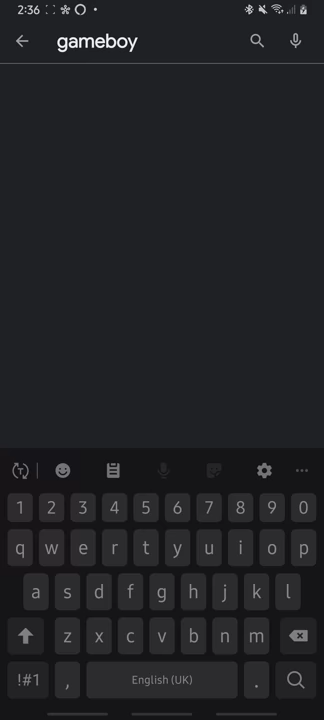 2:36
gameboy
1 2 3 4 5 6 7 8 9 0
q w e r t y u i o p
a s d f g h j k l
z x c v b n m
!#1 , English (UK) .